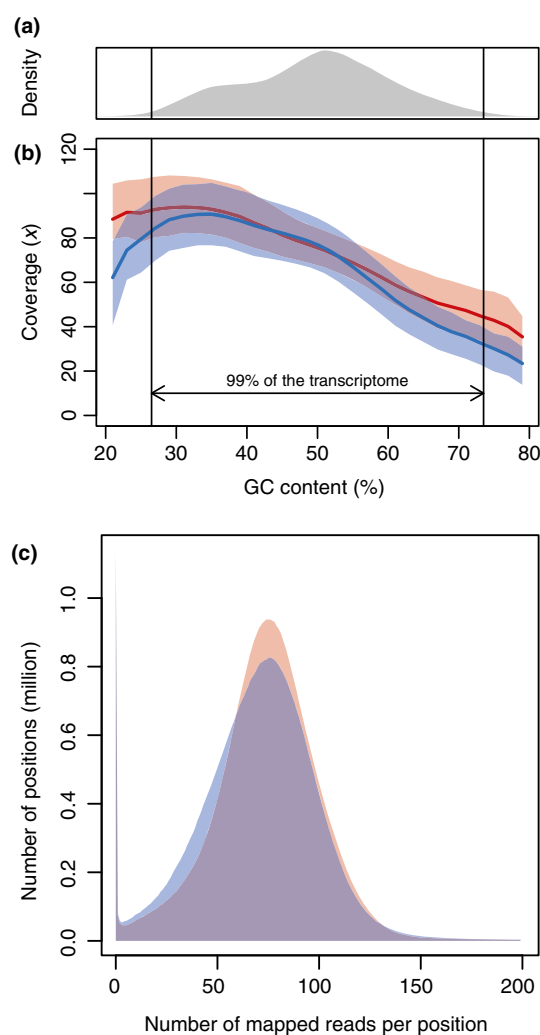 (a)
Density
(b)
Coverage (x)
120
80
60
40
20
0
99% of the transcriptome
20 30 40 50 60 70 80
GC content (%)
(c)
Number of positions (million)
1.0
0.8
0.6
0.4
0.2
0.0
0 50 100 150 200
Number of mapped reads per position